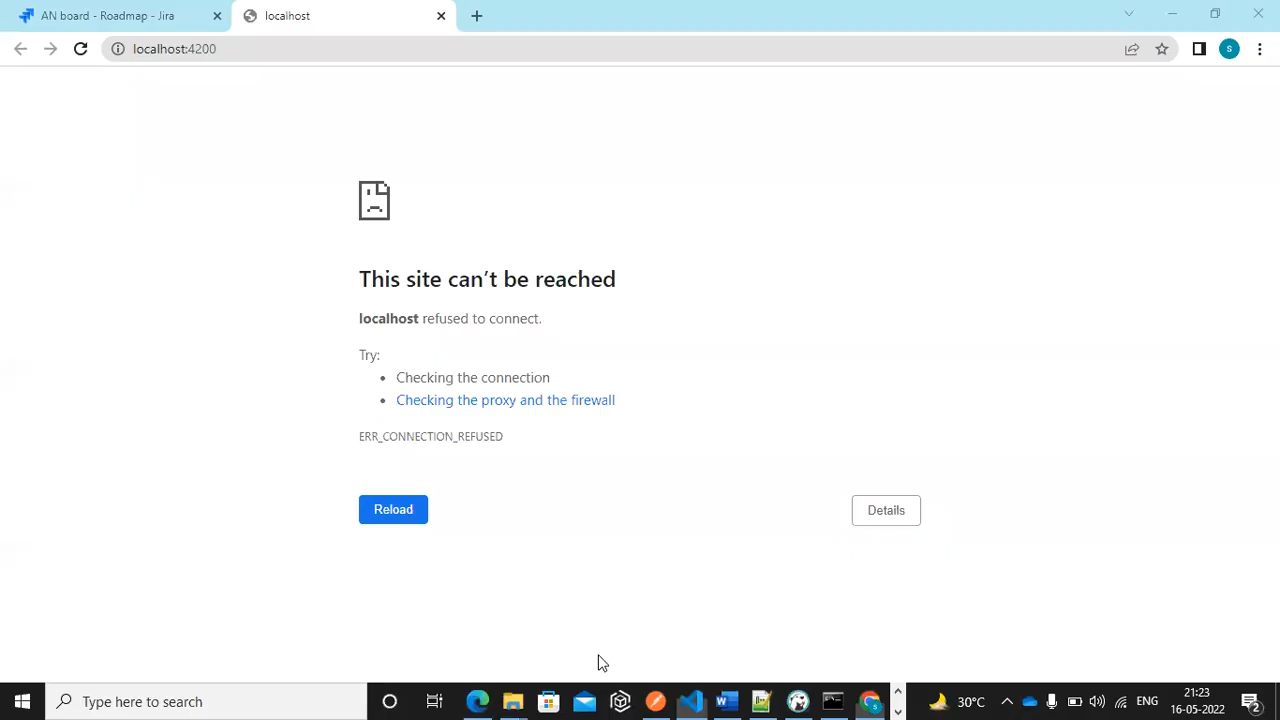 AN board - Roadmap - Jira
localhost
localhost:4200
s
This site can’t be reached
localhost refused to connect.
Try:
• Checking the connection
• Checking the proxy and the firewall
ERR_CONNECTION_REFUSED
Reload
Details
Type here to search
30°C
ENG
21:23
16-05-2022
2